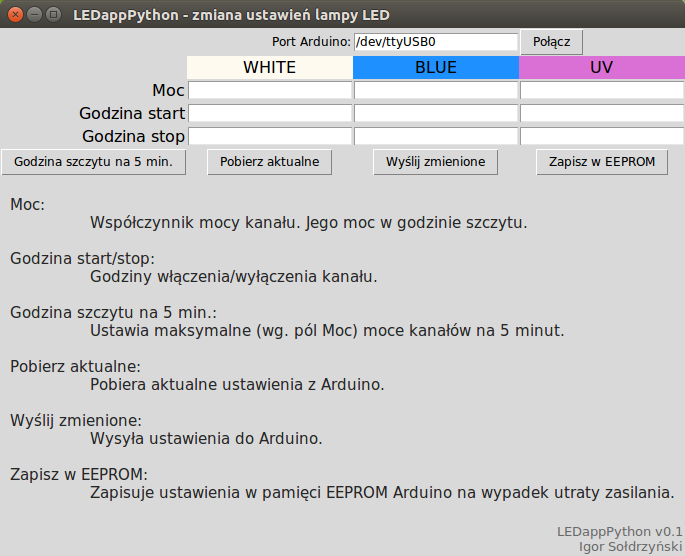 LEDappPython - zmiana ustawień lampy LED
Port Arduino: /dev/ttyUSB0 Połącz
WHITE BLUE UV
Moc
Godzina start
Godzina stop
Godzina szczytu na 5 min. Pobierz aktualne Wyślij zmienione Zapisz w EEPROM
Moc:
Współczynnik mocy kanału. Jego moc w godzinie szczytu.
Godzina start/stop:
Godziny włączenia/wyłączenia kanału.
Godzina szczytu na 5 min.:
Ustawia maksymalne (wg. pól Moc) moce kanałów na 5 minut.
Pobierz aktualne:
Pobiera aktualne ustawienia z Arduino.
Wyślij zmienione:
Wysyła ustawienia do Arduino.
Zapisz w EEPROM:
Zapisuje ustawienia w pamięci EEPROM Arduino na wypadek utraty zasilania.
LEDappPython v0.1
Igor Sołdrzyński